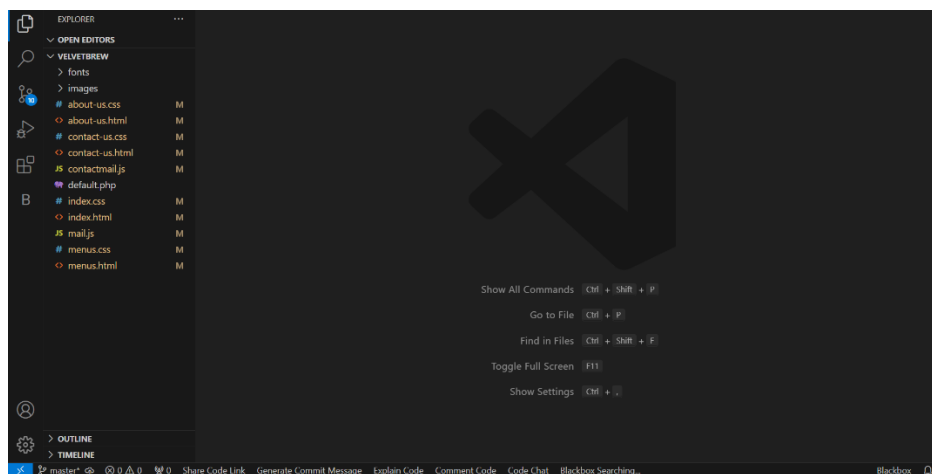 EXPLORER ...
OPEN EDITORS
VELVETBREW
fonts
images
# about-us.css M
<> about-us.html M
# contact-us.css M
<> contact-us.html M
JS contactmail.js M
default.php
# index.css M
<> index.html M
JS mail.js M
# menus.css M
<> menus.html M
10
B
Show All Commands Ctrl + Shift + P
Go to File Ctrl + P
Find in Files Ctrl + Shift + F
Toggle Full Screen F11
Show Settings Ctrl + ,
OUTLINE
TIMELINE
master* 0 0 0 Share Code Link Generate Commit Message Explain Code Comment Code Code Chat Blackbox Searching... Blackbox